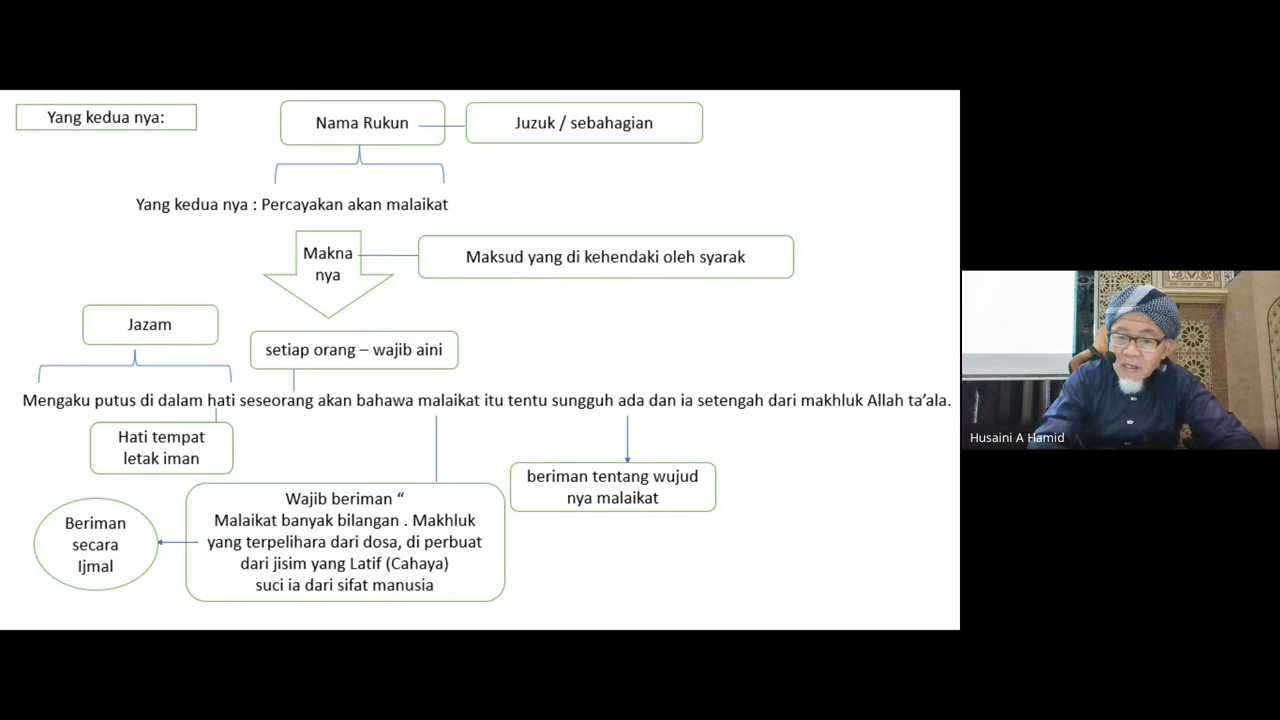 Yang kedua nya:
Nama Rukun
Juzuk / sebahagian
Yang kedua nya : Percayakan akan malaikat
Makna
nya
Maksud yang di kehendaki oleh syarak
Jazam
setiap orang – wajib aini
Mengaku putus di dalam hati seseorang akan bahawa malaikat itu tentu sungguh ada dan ia setengah dari makhluk Allah ta’ala.
Hati tempat
letak iman
beriman tentang wujud
nya malaikat
Wajib beriman “
Malaikat banyak bilangan . Makhluk
yang terpelihara dari dosa, di perbuat
dari jisim yang Latif (Cahaya)
suci ia dari sifat manusia
Beriman
secara
Ijmal
Husaini A Hamid